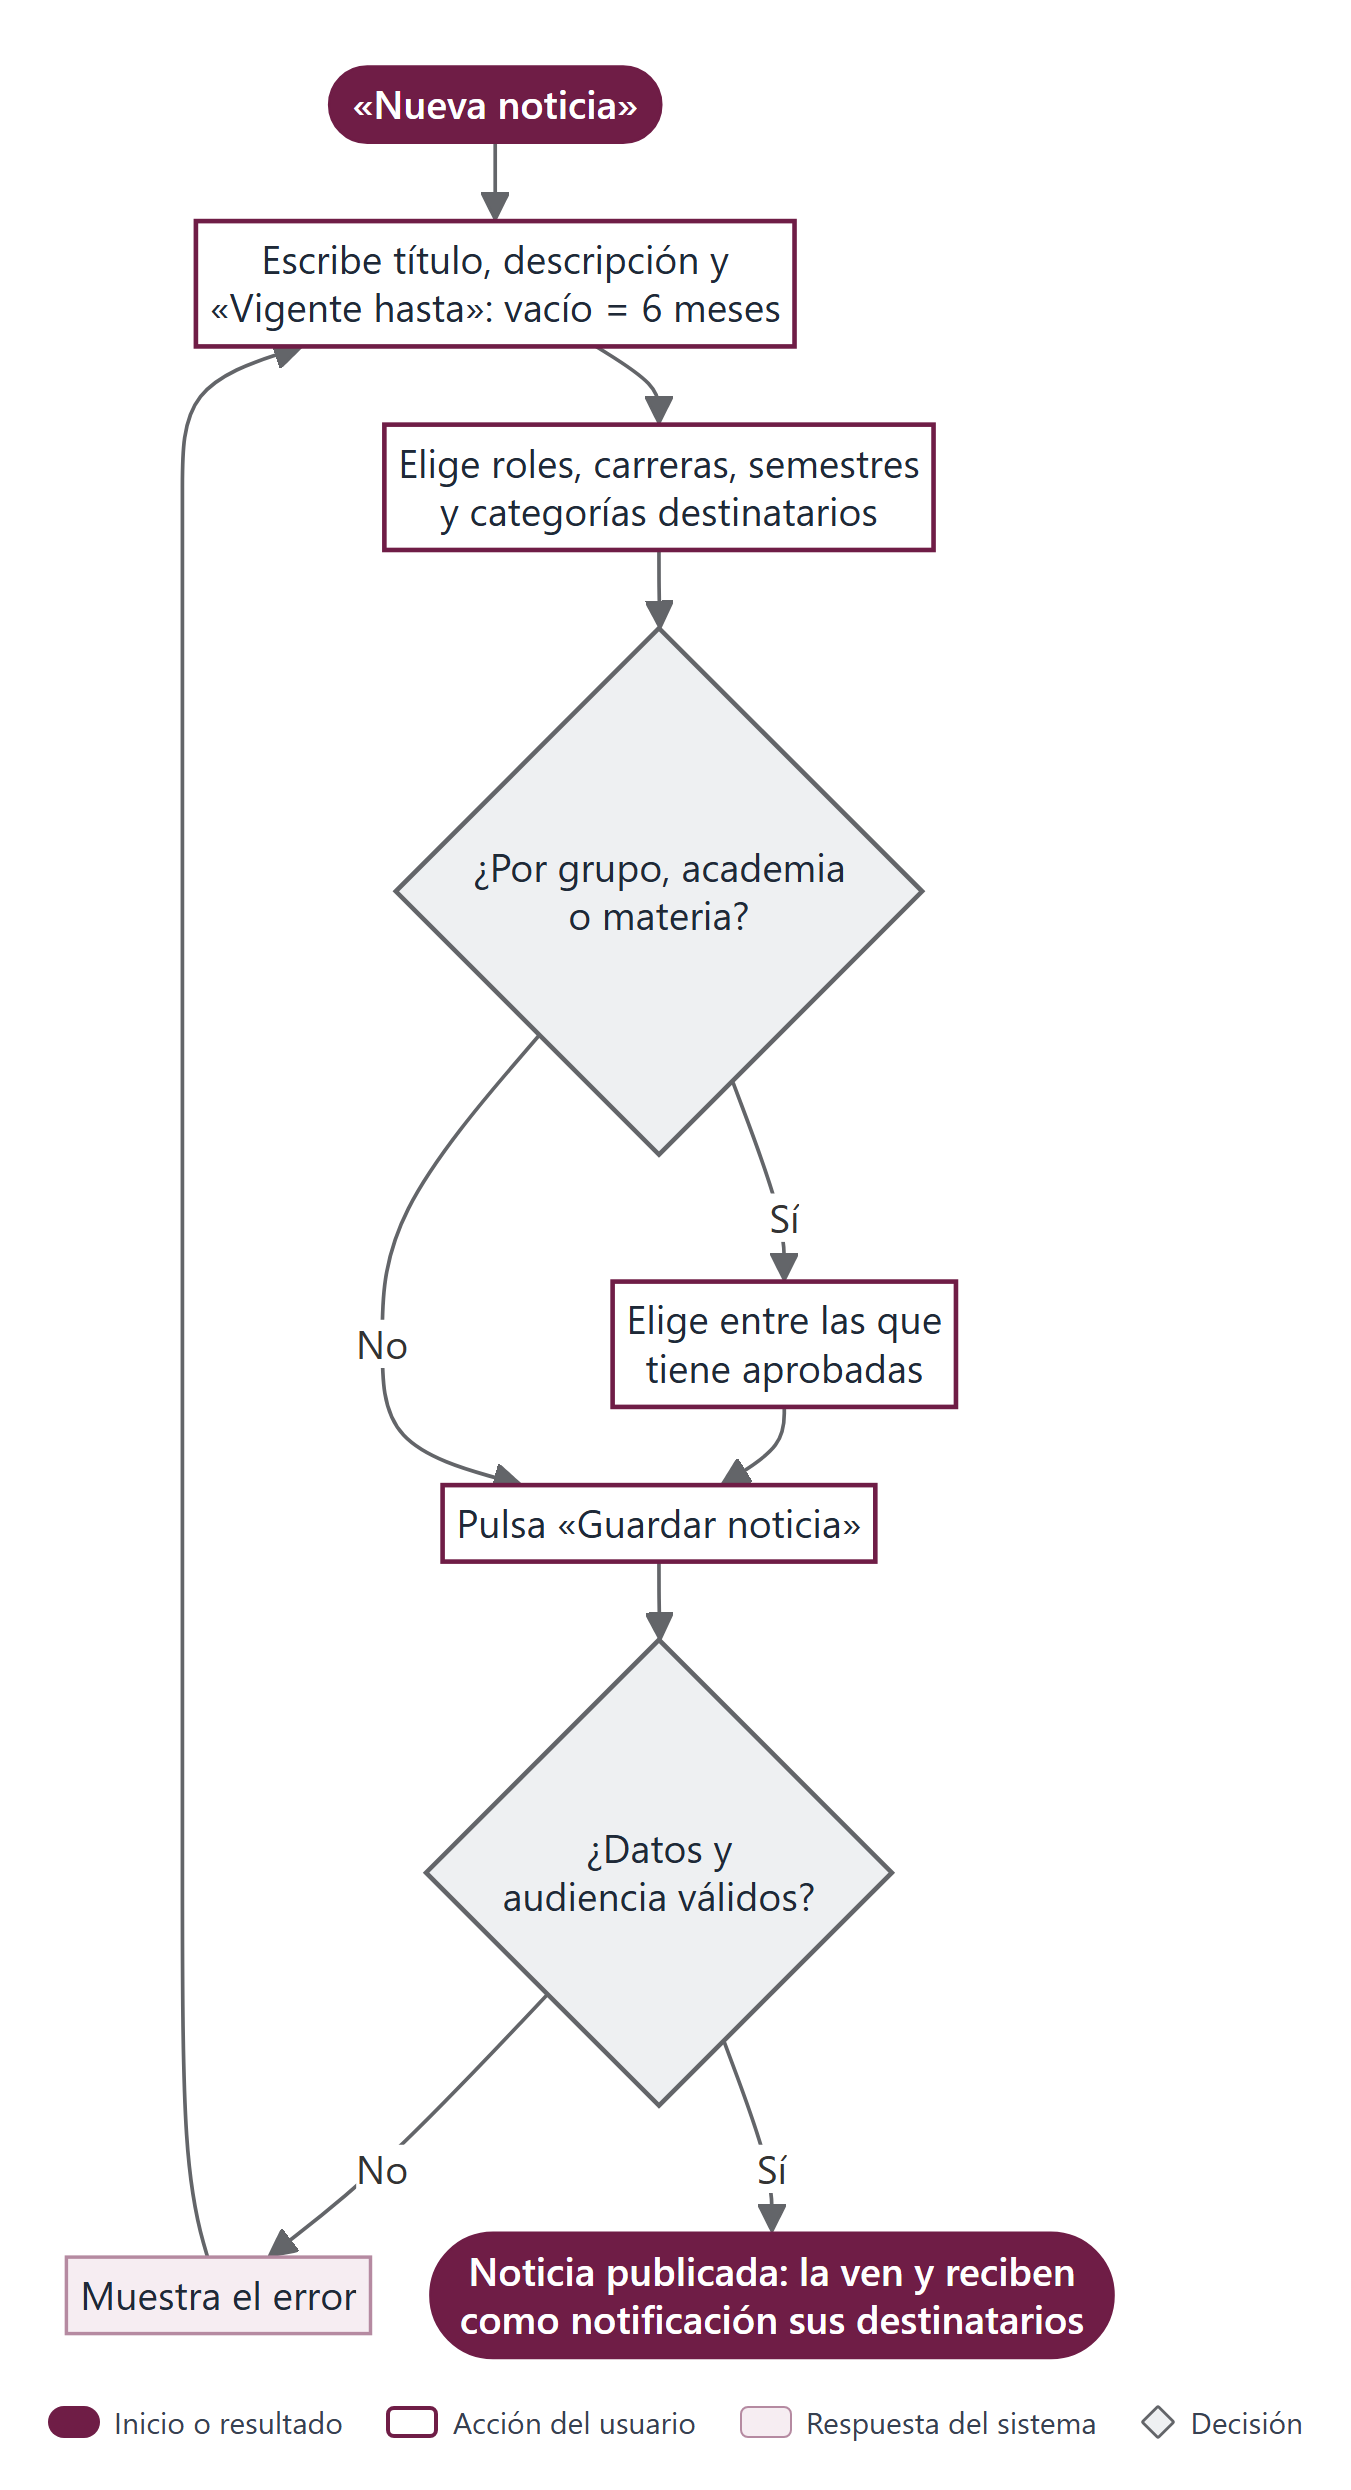 «Nueva noticia»
Escribe título, descripción y
«Vigente hasta»: vacío = 6 meses
Elige roles, carreras, semestres
y categorías destinatarios
¿Por grupo, academia
o materia?
Sí
Elige entre las que
tiene aprobadas
No
Pulsa «Guardar noticia»
¿Datos y
audiencia válidos?
No
Sí
Muestra el error
Noticia publicada: la ven y reciben
como notificación sus destinatarios
Inicio o resultado
Acción del usuario
Respuesta del sistema
Decisión